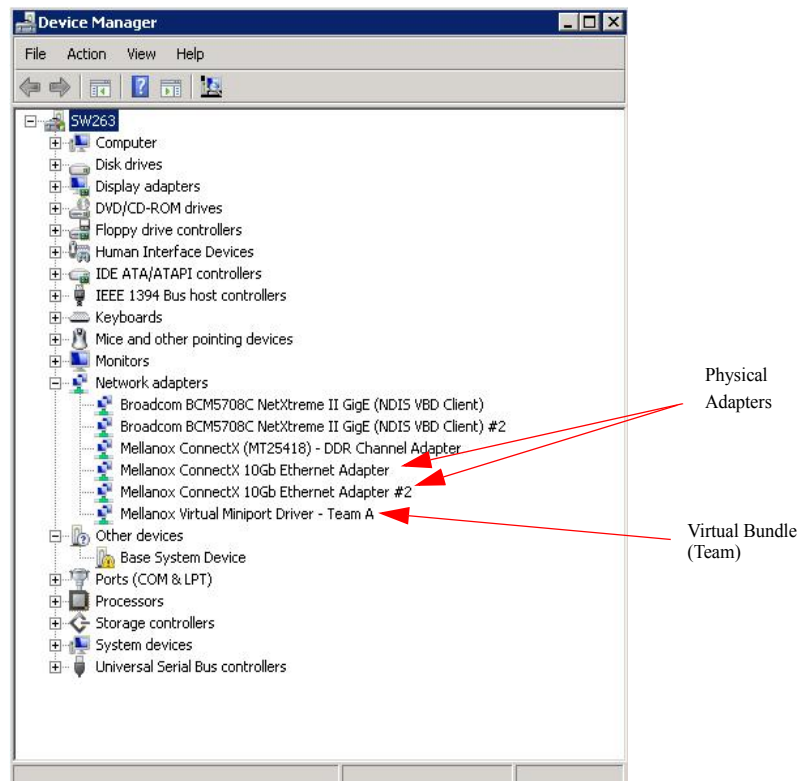 Device Manager
File Action View Help
SW263
Computer
Disk drives
Display adapters
DVD/CD-ROM drives
Floppy drive controllers
Human Interface Devices
IDE ATA/ATAPI controllers
IEEE 1394 Bus host controllers
Keyboards
Mice and other pointing devices
Monitors
Network adapters
Broadcom BCM5708C NetXtreme II GigE (NDIS VBD Client)
Broadcom BCM5708C NetXtreme II GigE (NDIS VBD Client) #2
Mellanox ConnectX (MT25418) - DDR Channel Adapter
Mellanox ConnectX 10Gb Ethernet Adapter
Mellanox ConnectX 10Gb Ethernet Adapter #2
Mellanox Virtual Miniport Driver - Team A
Other devices
Base System Device
Ports (COM & LPT)
Processors
Storage controllers
System devices
Universal Serial Bus controllers
Physical
Adapters
Virtual Bundle
(Team)